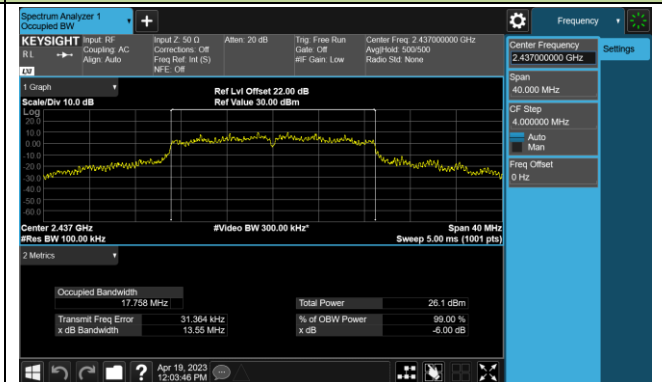 Spectrum Analyzer 1
Occupied BW
+
Frequency
KEYSIGHT
RL
LXI
Input: RF
Coupling: AC
Align: Auto
Input Z: 50 Ω
Corrections: Off
Freq Ref: Int (S)
NFE: Off
Atten: 20 dB
Trig: Free Run
Gate: Off
#IF Gain: Low
Center Freq: 2.437000000 GHz
Avg|Hold: 500/500
Radio Std: None
Center Frequency
2.437000000 GHz
Settings
Span
40.000 MHz
CF Step
4.000000 MHz
Auto
Man
Freq Offset
0 Hz
1 Graph
Scale/Div 10.0 dB
Ref Lvl Offset 22.00 dB
Ref Value 30.00 dBm
Log
20.0
10.0
0.00
-10.0
-20.0
-30.0
-40.0
-50.0
-60.0
Center 2.437 GHz
#Video BW 300.00 kHz*
Span 40 MHz
#Res BW 100.00 kHz
Sweep 5.00 ms (1001 pts)
2 Metrics
Occupied Bandwidth
17.758 MHz
Total Power 26.1 dBm
Transmit Freq Error 31.364 kHz
% of OBW Power 99.00 %
x dB Bandwidth 13.55 MHz
x dB -6.00 dB
?
Apr 19, 2023
12:03:46 PM